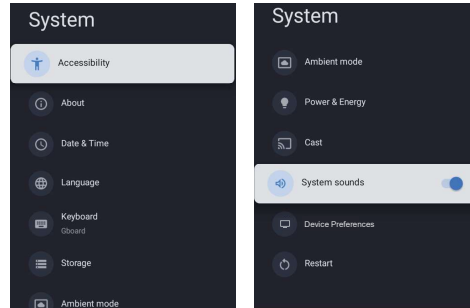 System
Accessibility
About
Date & Time
Language
Keyboard
Gboard
Storage
Ambient mode
System
Ambient mode
Power & Energy
Cast
System sounds
Device Preferences
Restart